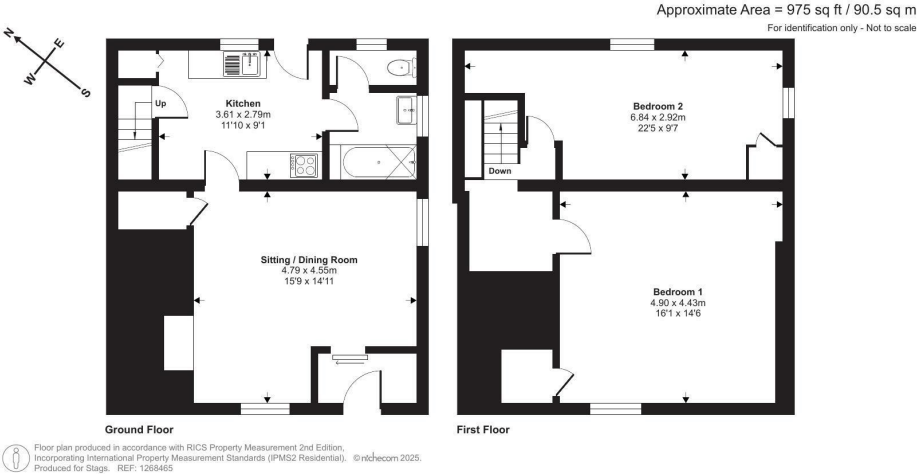 Approximate Area = 975 sq ft / 90.5 sq m
For identification only - Not to scale
N
E
W
S
Up
Kitchen
3.61 x 2.79m
11'10 x 9'1
Sitting / Dining Room
4.79 x 4.55m
15'9 x 14'11
Ground Floor
Bedroom 2
6.84 x 2.92m
22'5 x 9'7
Down
Bedroom 1
4.90 x 4.43m
16'1 x 14'6
First Floor
Floor plan produced in accordance with RICS Property Measurement 2nd Edition,
Incorporating International Property Measurement Standards (IPMS2 Residential). © ntchecom 2025.
Produced for Stags. REF: 1268465